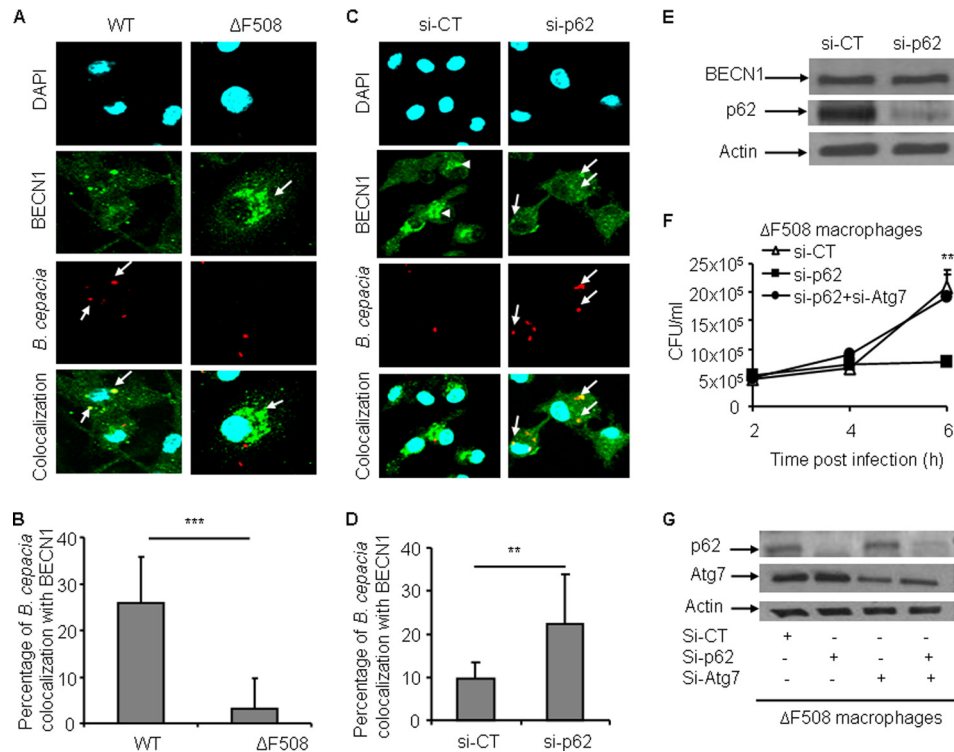 A
WT
ΔF508
DAPI
BECN1
B. cepacia
Colocalization
B
Percentage of B. cepacia
colocalization with BECN1
40
30
20
10
0
***
WT
ΔF508
C
si-CT
si-p62
DAPI
BECN1
B. cepacia
Colocalization
D
Percentage of B. cepacia
colocalization with BECN1
40
30
20
10
0
**
si-CT
si-p62
E
si-CT
si-p62
BECN1
p62
Actin
F
ΔF508 macrophages
si-CT
si-p62
si-p62+si-Atg7
**
CFU/ml
25x10⁵
20x10⁵
15x10⁵
10x10⁵
5x10⁵
0
2 4 6
Time post infection (h)
G
p62
Atg7
Actin
Si-CT + - - -
Si-p62 - + - +
Si-Atg7 - - + +
ΔF508 macrophages